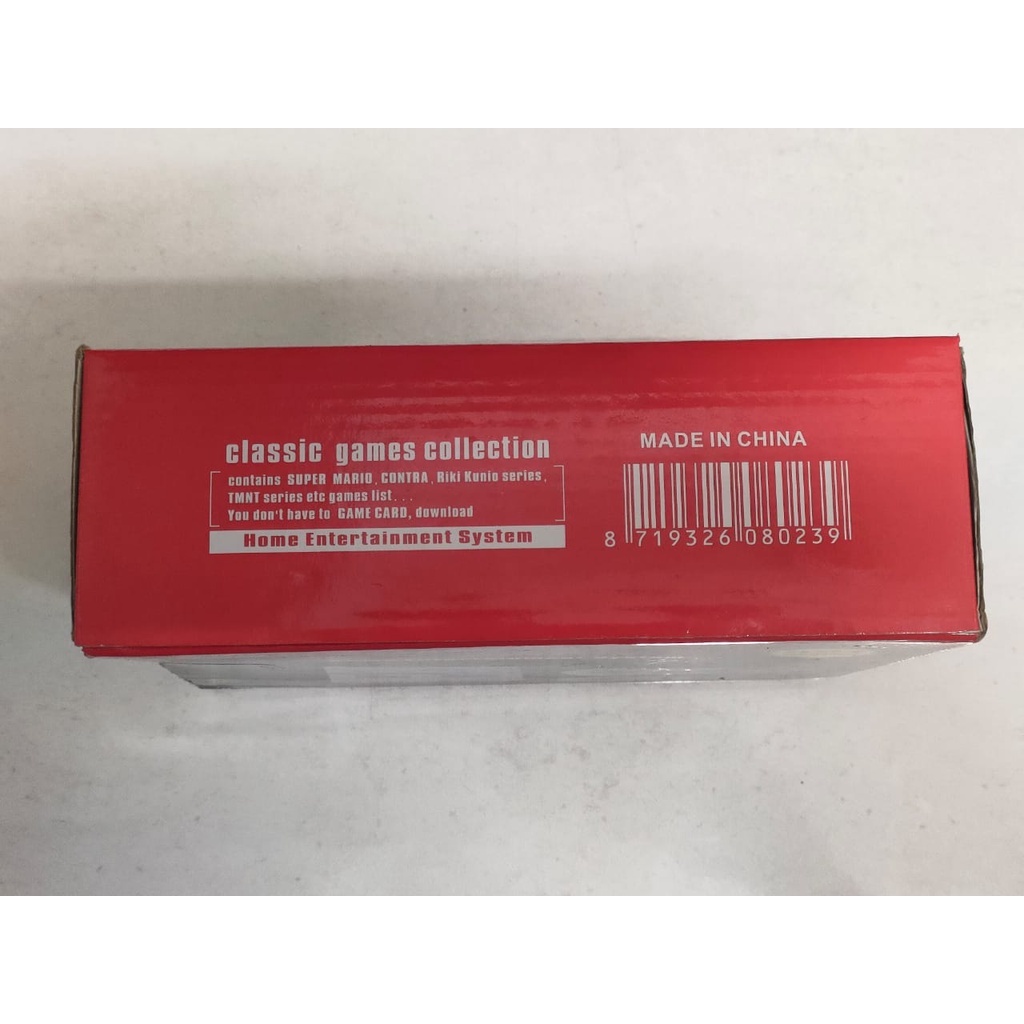 classic games collection
contains SUPER MARIO, CONTRA, Riki Kunio series,
TMNT series etc games list...
You don't have to GAME CARD, download
Home Entertainment System
MADE IN CHINA
8 719326 080239